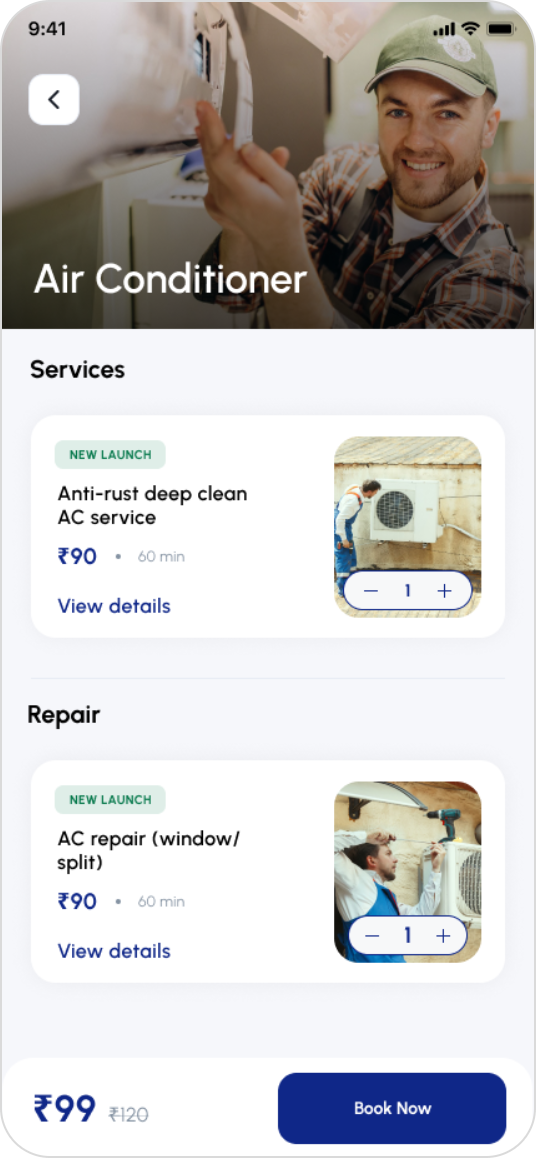 9:41
Air Conditioner
Services
NEW LAUNCH
Anti-rust deep clean
AC service
₹90 • 60 min
View details
− 1 +
Repair
NEW LAUNCH
AC repair (window/
split)
₹90 • 60 min
View details
− 1 +
₹99 ₹120
Book Now